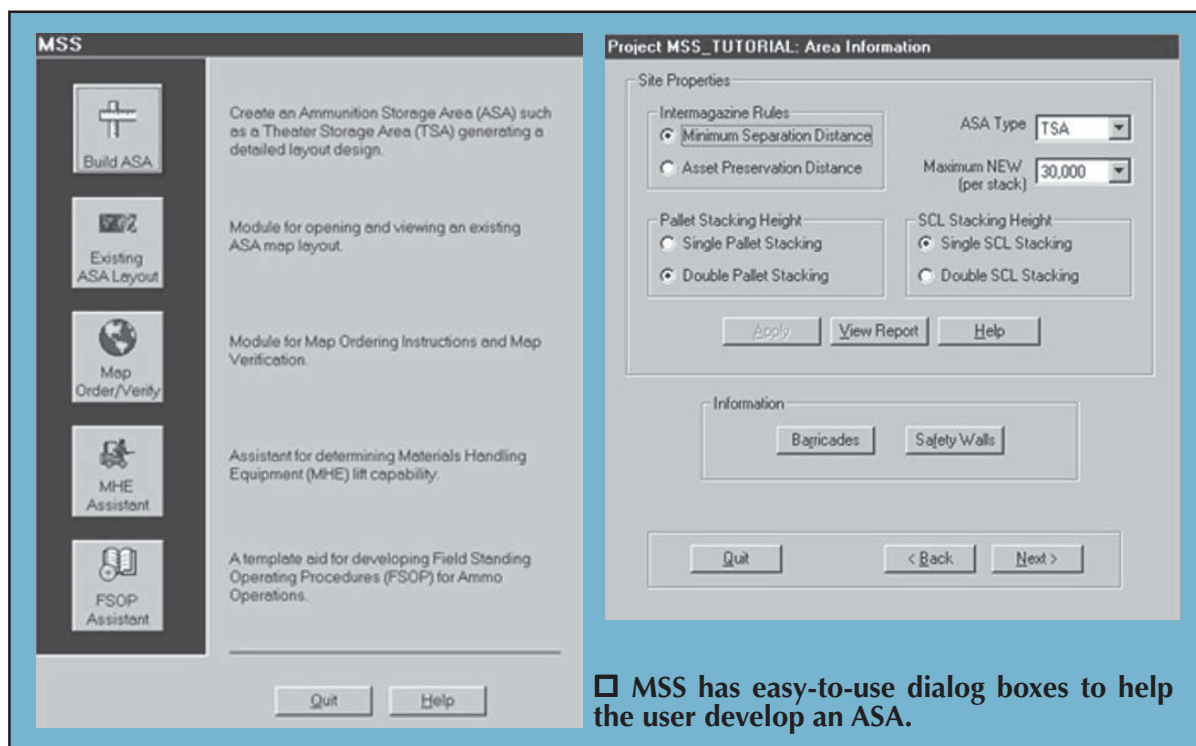 MSS
Build ASA
Create an Ammunition Storage Area (ASA) such
as a Theater Storage Area (TSA) generating a
detailed layout design.
Existing
ASA Layout
Module for opening and viewing an existing
ASA map layout.
Map
Order/Verify
Module for Map Ordering Instructions and Map
Verification.
MHE
Assistant
Assistant for determining Materials Handling
Equipment (MHE) lift capability.
FSOP
Assistant
A template aid for developing Field Standing
Operating Procedures (FSOP) for Ammo
Operations.
Quit
Help
Project MSS_TUTORIAL: Area Information
Site Properties
Intermagazine Rules
Minimum Separation Distance
Asset Preservation Distance
ASA Type TSA
Maximum NEW
(per stack) 30,000
Pallet Stacking Height
Single Pallet Stacking
Double Pallet Stacking
SCL Stacking Height
Single SCL Stacking
Double SCL Stacking
Apply
View Report
Help
Information
Barricades
Safety Walls
Quit
< Back
Next >
MSS has easy-to-use dialog boxes to help
the user develop an ASA.